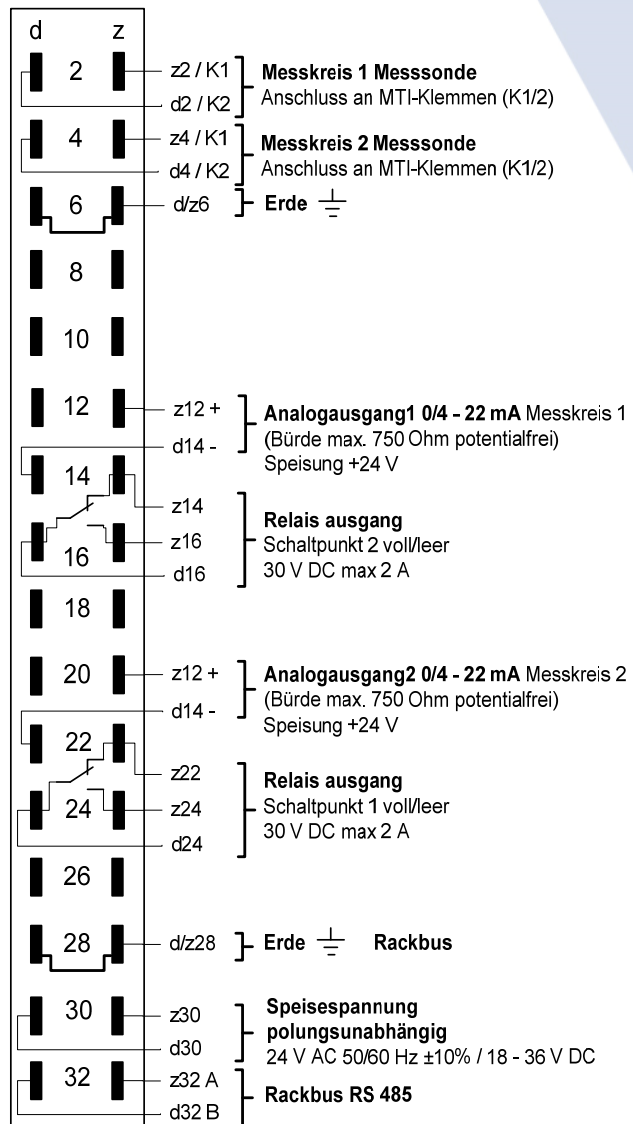 d z
2 z2 / K1 Messkreis 1 Messsonde
d2 / K2 Anschluss an MTI-Klemmen (K1/2)
4 z4 / K1 Messkreis 2 Messsonde
d4 / K2 Anschluss an MTI-Klemmen (K1/2)
6 d/z6 Erde
8
10
12 z12 + Analogausgang1 0/4 - 22 mA Messkreis 1
(Bürde max. 750 Ohm potentialfrei)
d14 - Speisung +24 V
14 z14 Relais ausgang
16 z16 Schaltpunkt 2 voll/leer
d16 30 V DC max 2 A
18
20 z12 + Analogausgang2 0/4 - 22 mA Messkreis 2
(Bürde max. 750 Ohm potentialfrei)
d14 - Speisung +24 V
22 z22 Relais ausgang
24 z24 Schaltpunkt 1 voll/leer
d24 30 V DC max 2 A
26
28 d/z28 Erde Rackbus
30 z30 Speisespannung
polungsunabhängig
d30 24 V AC 50/60 Hz ±10% / 18 - 36 V DC
32 z32 A Rackbus RS 485
d32 B